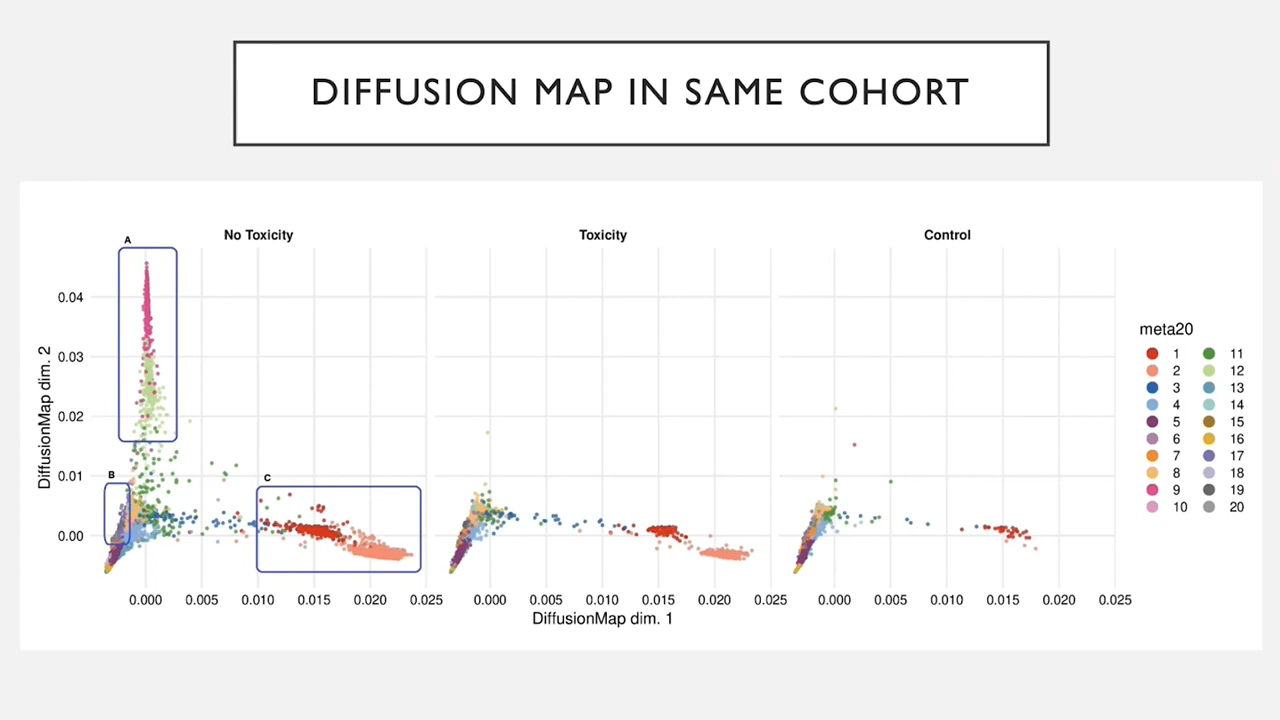 DIFFUSION MAP IN SAME COHORT
No Toxicity
Toxicity
Control
A
B
C
DiffusionMap dim. 2
0.04
0.03
0.02
0.01
0.00
0.000 0.005 0.010 0.015 0.020 0.025
0.000 0.005 0.010 0.015 0.020 0.025
0.000 0.005 0.010 0.015 0.020 0.025
DiffusionMap dim. 1
meta20
1 11
2 12
3 13
4 14
5 15
6 16
7 17
8 18
9 19
10 20